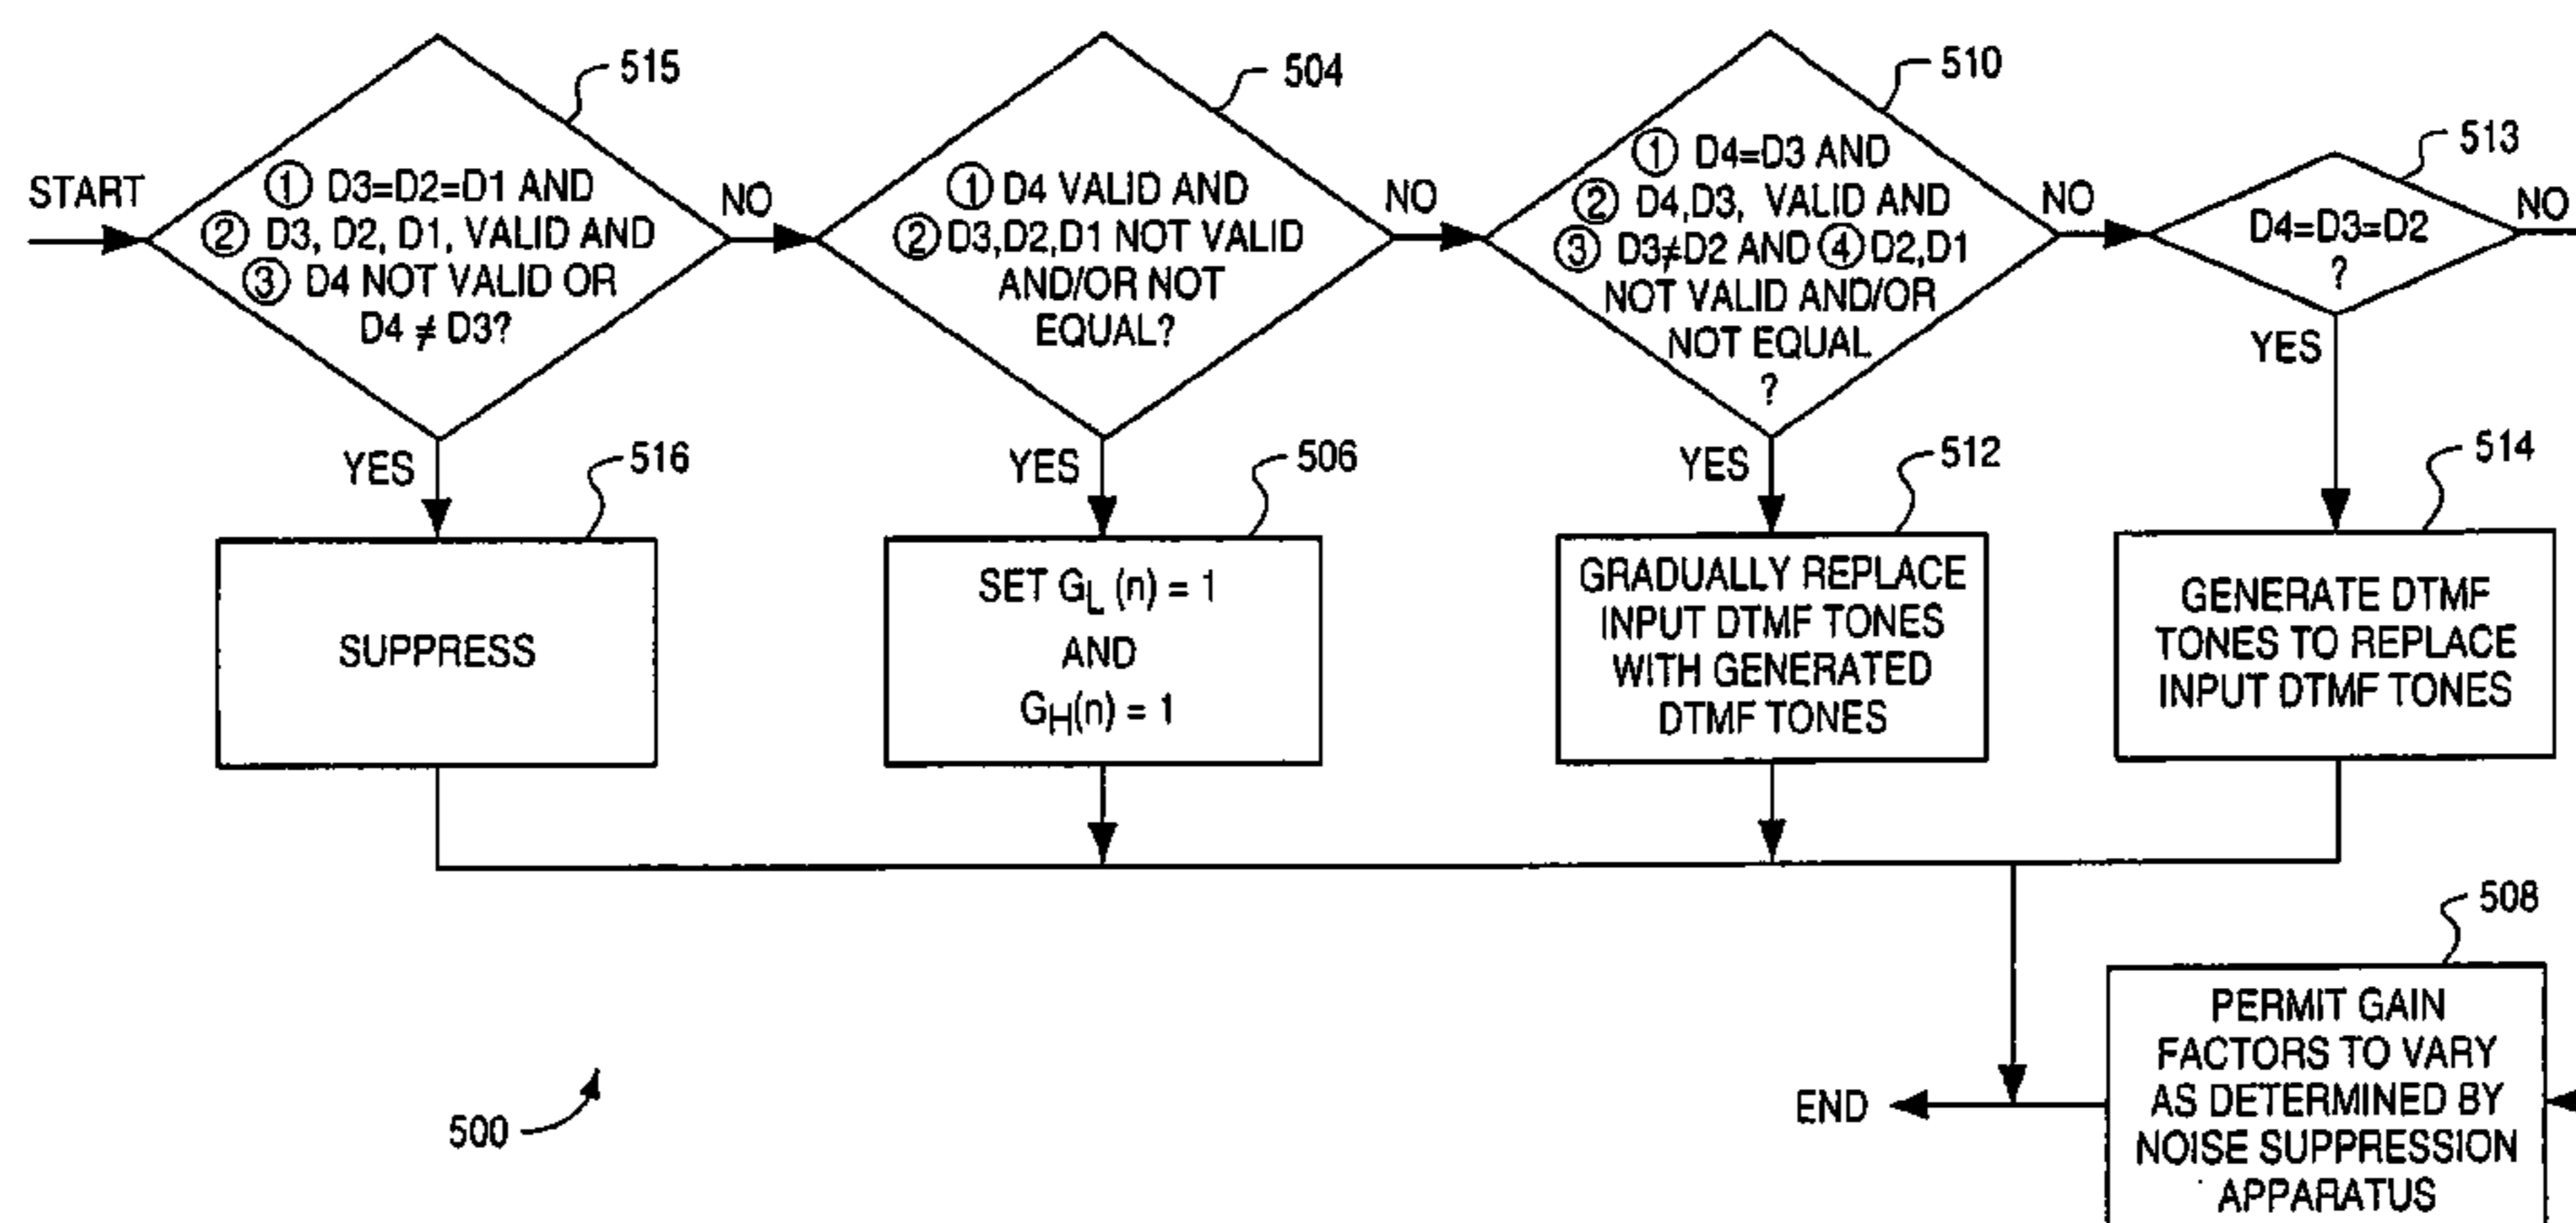 START
515
① D3=D2=D1 AND
② D3, D2, D1, VALID AND
③ D4 NOT VALID OR
D4 ≠ D3?
NO
YES
516
SUPPRESS
504
① D4 VALID AND
② D3,D2,D1 NOT VALID
AND/OR NOT
EQUAL?
NO
YES
506
SET G_L (n) = 1
AND
G_H(n) = 1
510
① D4=D3 AND
② D4,D3, VALID AND
③ D3≠D2 AND ④ D2,D1
NOT VALID AND/OR
NOT EQUAL
?
NO
YES
512
GRADUALLY REPLACE
INPUT DTMF TONES
WITH GENERATED
DTMF TONES
513
D4=D3=D2
?
NO
YES
514
GENERATE DTMF
TONES TO REPLACE
INPUT DTMF TONES
508
PERMIT GAIN
FACTORS TO VARY
AS DETERMINED BY
NOISE SUPPRESSION
APPARATUS
END
500